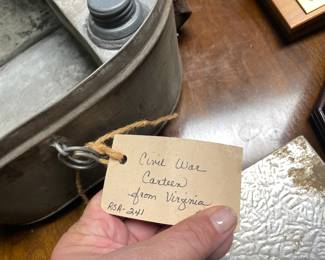 Civil War
Canteen
from Virginia
RSA-241